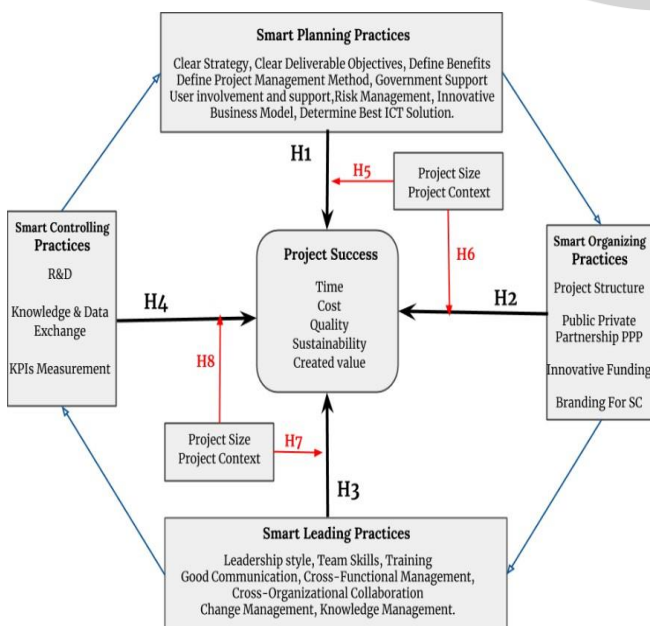 Smart Planning Practices
Clear Strategy, Clear Deliverable Objectives, Define Benefits
Define Project Management Method, Government Support
User involvement and support,Risk Management, Innovative
Business Model, Determine Best ICT Solution.
H1
H5
Project Size
Project Context
H6
Smart Controlling
Practices
R&D
Knowledge & Data
Exchange
KPIs Measurement
H4
Project Success
Time
Cost
Quality
Sustainability
Created value
H2
Smart Organizing
Practices
Project Structure
Public Private
Partnership PPP
Innovative Funding
Branding For SC
H8
Project Size
Project Context
H7
H3
Smart Leading Practices
Leadership style, Team Skills, Training
Good Communication, Cross-Functional Management,
Cross-Organizational Collaboration
Change Management, Knowledge Management.